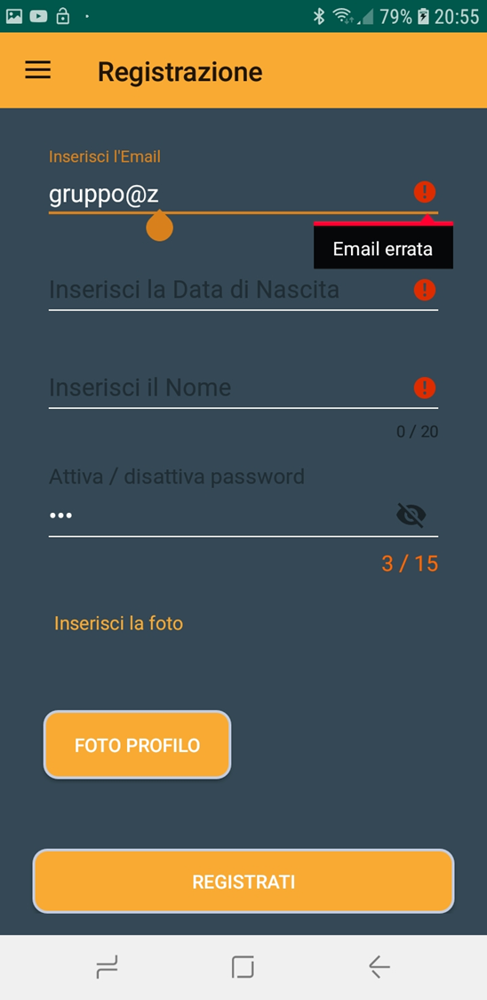 79% 20:55
Registrazione
Inserisci l'Email
gruppo@z
Email errata
Inserisci la Data di Nascita
Inserisci il Nome
0 / 20
Attiva / disattiva password
•••
3 / 15
Inserisci la foto
FOTO PROFILO
REGISTRATI